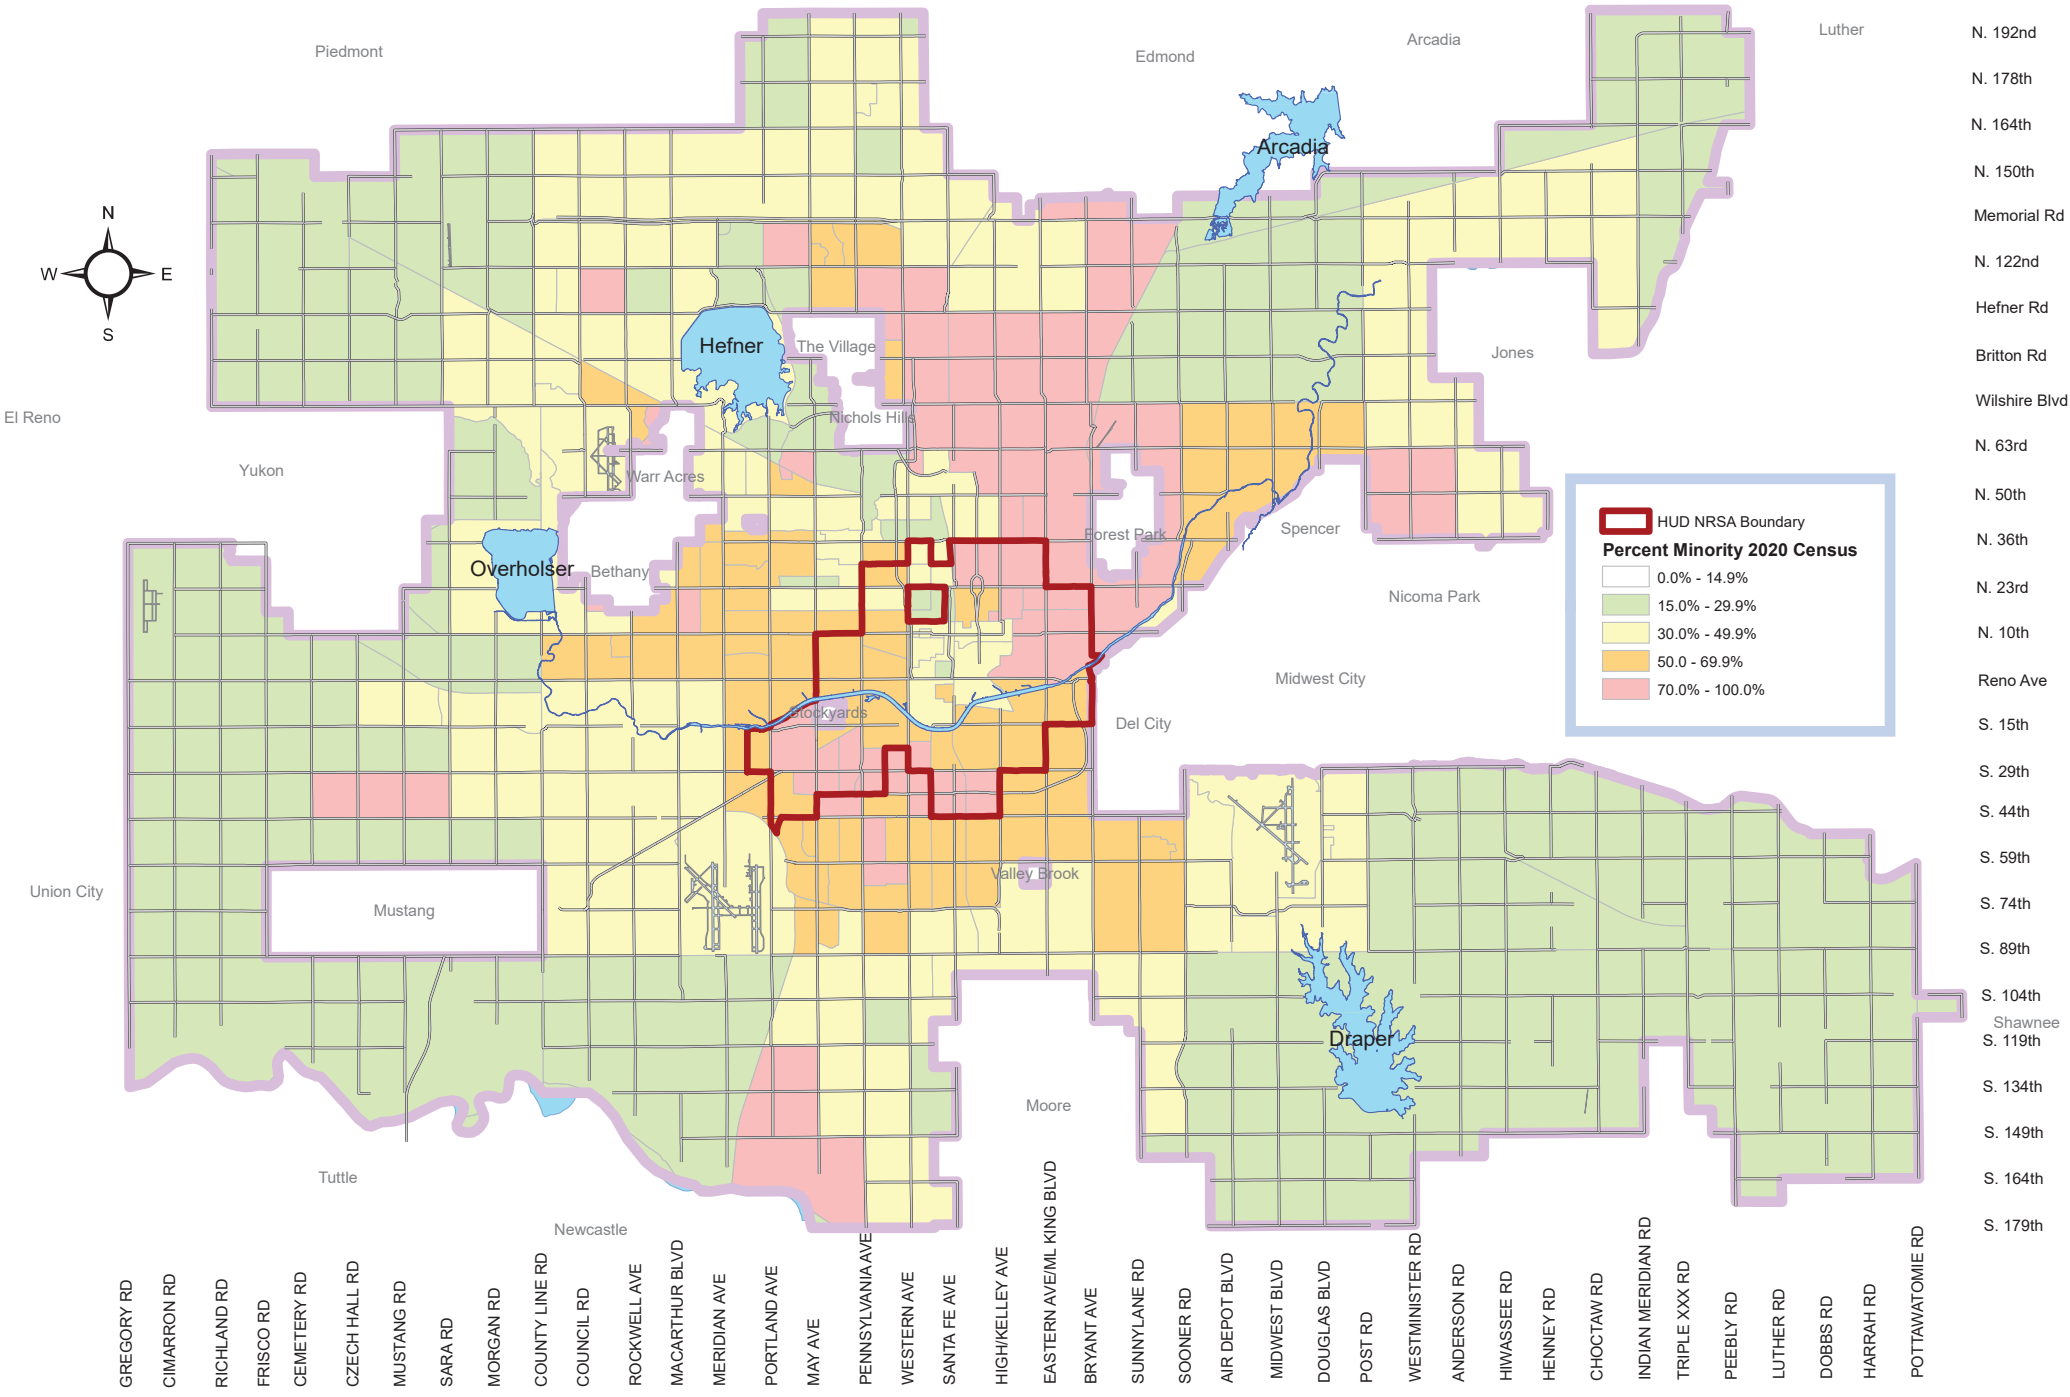 Piedmont
Edmond
Arcadia
Luther
N. 192nd
N. 178th
N. 164th
N. 150th
Memorial Rd
N. 122nd
Hefner Rd
Britton Rd
Wilshire Blvd
N. 63rd
N. 50th
N. 36th
N. 23rd
N. 10th
Reno Ave
S. 15th
S. 29th
S. 44th
S. 59th
S. 74th
S. 89th
S. 104th
Shawnee
S. 119th
S. 134th
S. 149th
S. 164th
S. 179th
N
W
E
S
Arcadia
Hefner
The Village
Jones
El Reno
Nichols Hills
Yukon
Warr Acres
Forest Park
Spencer
Overholser
Bethany
Nicoma Park
Midwest City
Stockyards
Del City
Union City
Mustang
Valley Brook
Draper
Moore
Tuttle
Newcastle
HUD NRSA Boundary
Percent Minority 2020 Census
0.0% - 14.9%
15.0% - 29.9%
30.0% - 49.9%
50.0 - 69.9%
70.0% - 100.0%
GREGORY RD
CIMARRON RD
RICHLAND RD
FRISCO RD
CEMETERY RD
CZECH HALL RD
MUSTANG RD
SARA RD
MORGAN RD
COUNTY LINE RD
COUNCIL RD
ROCKWELL AVE
MACARTHUR BLVD
MERIDIAN AVE
PORTLAND AVE
MAY AVE
PENNSYLVANIA AVE
WESTERN AVE
SANTA FE AVE
HIGH/KELLEY AVE
EASTERN AVE/ML KING BLVD
BRYANT AVE
SUNNYLANE RD
SOONER RD
AIR DEPOT BLVD
MIDWEST BLVD
DOUGLAS BLVD
POST RD
WESTMINISTER RD
ANDERSON RD
HIWASSEE RD
HENNEY RD
CHOCTAW RD
INDIAN MERIDIAN RD
TRIPLE XXX RD
PEEBLY RD
LUTHER RD
DOBBS RD
HARRAH RD
POTTAWATOMIE RD